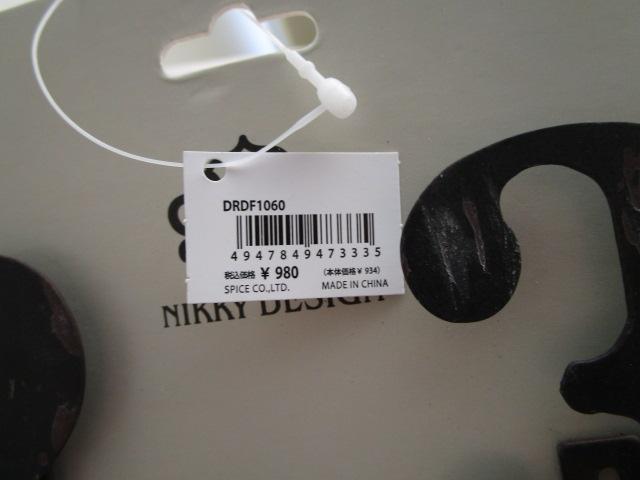 DRDF1060
4947849473335
税込価格 ¥ 980 (本体価格¥ 934)
SPICE CO.,LTD. MADE IN CHINA
NIKKY DESIGN